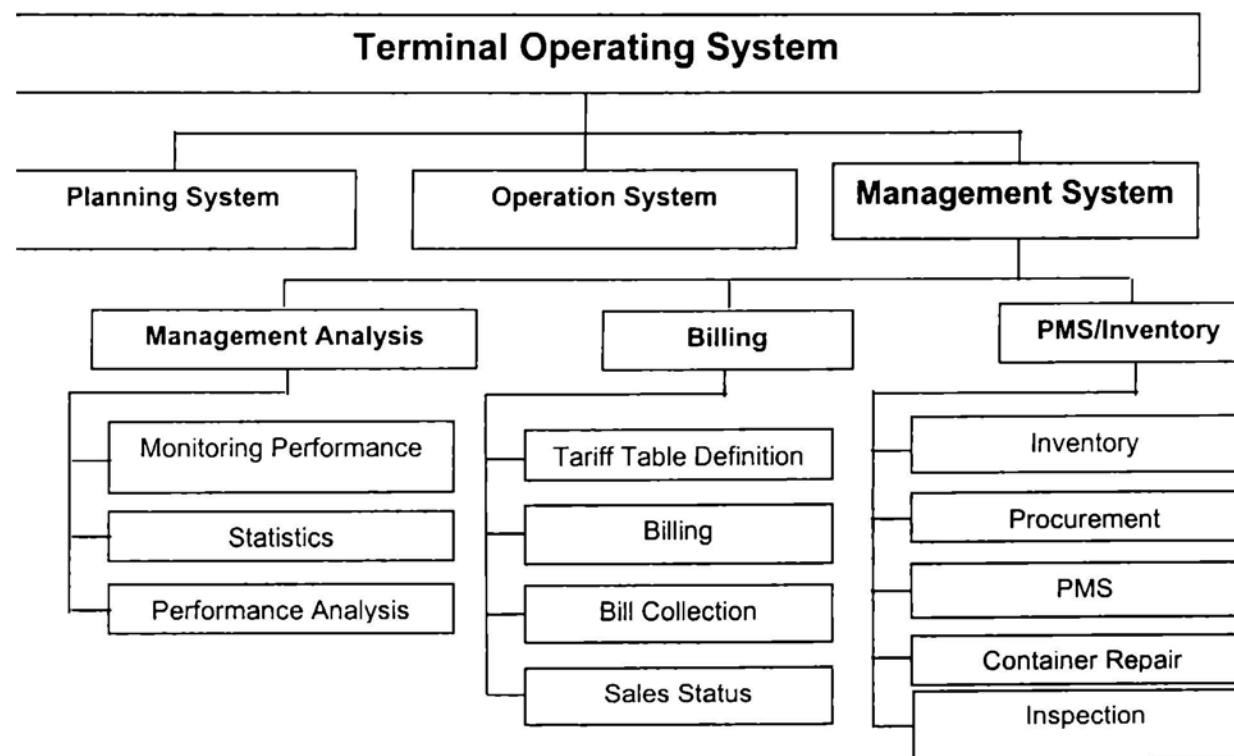 Terminal Operating System
Planning System
Operation System
Management System
Management Analysis
Billing
PMS/Inventory
Monitoring Performance
Statistics
Performance Analysis
Tariff Table Definition
Billing
Bill Collection
Sales Status
Inventory
Procurement
PMS
Container Repair
Inspection